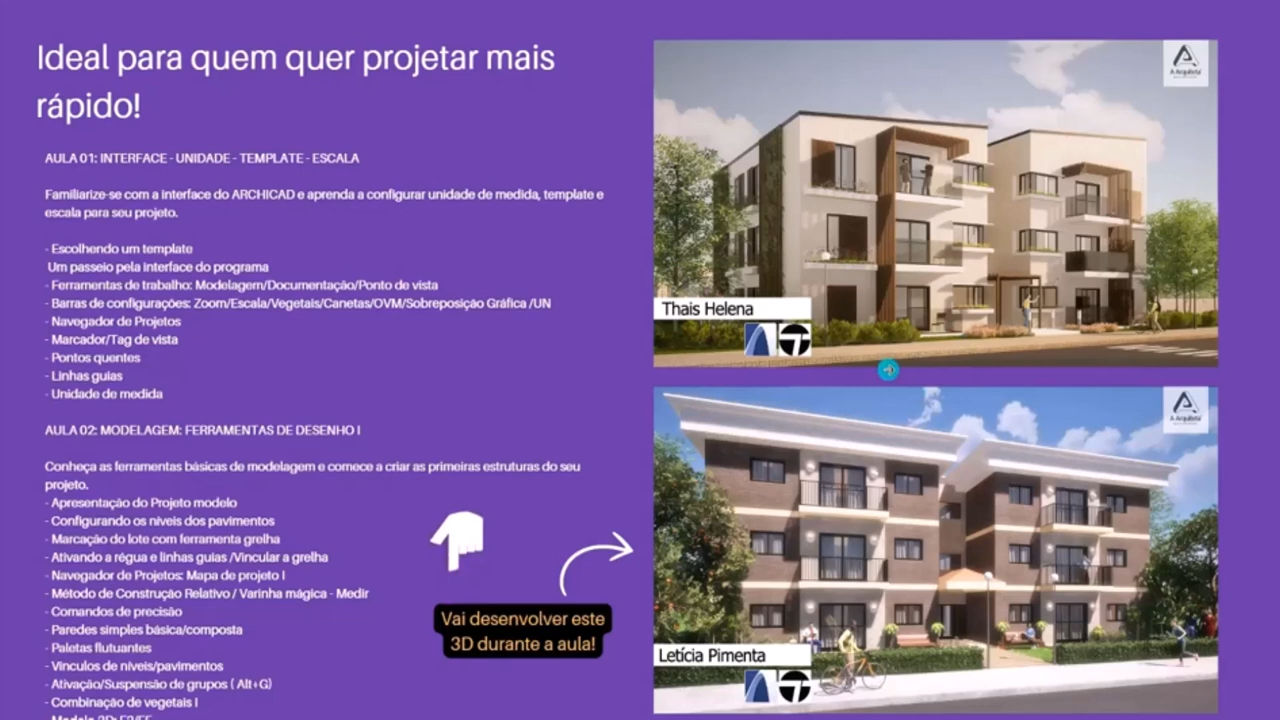 Ideal para quem quer projetar mais
rápido!
AULA 01: INTERFACE - UNIDADE - TEMPLATE - ESCALA
Familiarize-se com a interface do ARCHICAD e aprenda a configurar unidade de medida, template e
escala para seu projeto.
- Escolhendo um template
Um passeio pela interface do programa
- Ferramentas de trabalho: Modelagem/Documentação/Ponto de vista
- Barras de configurações: Zoom/Escala/Vegetais/Canetas/OVM/Sobreposição Gráfica /UN
- Navegador de Projetos
- Marcador/Tag de vista
- Pontos quentes
- Linhas guias
- Unidade de medida
AULA 02: MODELAGEM: FERRAMENTAS DE DESENHO I
Conheça as ferramentas básicas de modelagem e comece a criar as primeiras estruturas do seu
projeto.
- Apresentação do Projeto modelo
- Configurando os níveis dos pavimentos
- Marcação do lote com ferramenta grelha
- Ativando a régua e linhas guias /Vincular a grelha
- Navegador de Projetos: Mapa de projeto I
- Método de Construção Relativo / Varinha mágica - Medir
- Comandos de precisão
- Paredes simples básica/composta
- Paletas flutuantes
- Vínculos de níveis/pavimentos
- Ativação/Suspensão de grupos ( Alt+G)
- Combinação de vegetais I
Vai desenvolver este
3D durante a aula!
A Arquiteta
Thais Helena
A Arquiteta
Letícia Pimenta